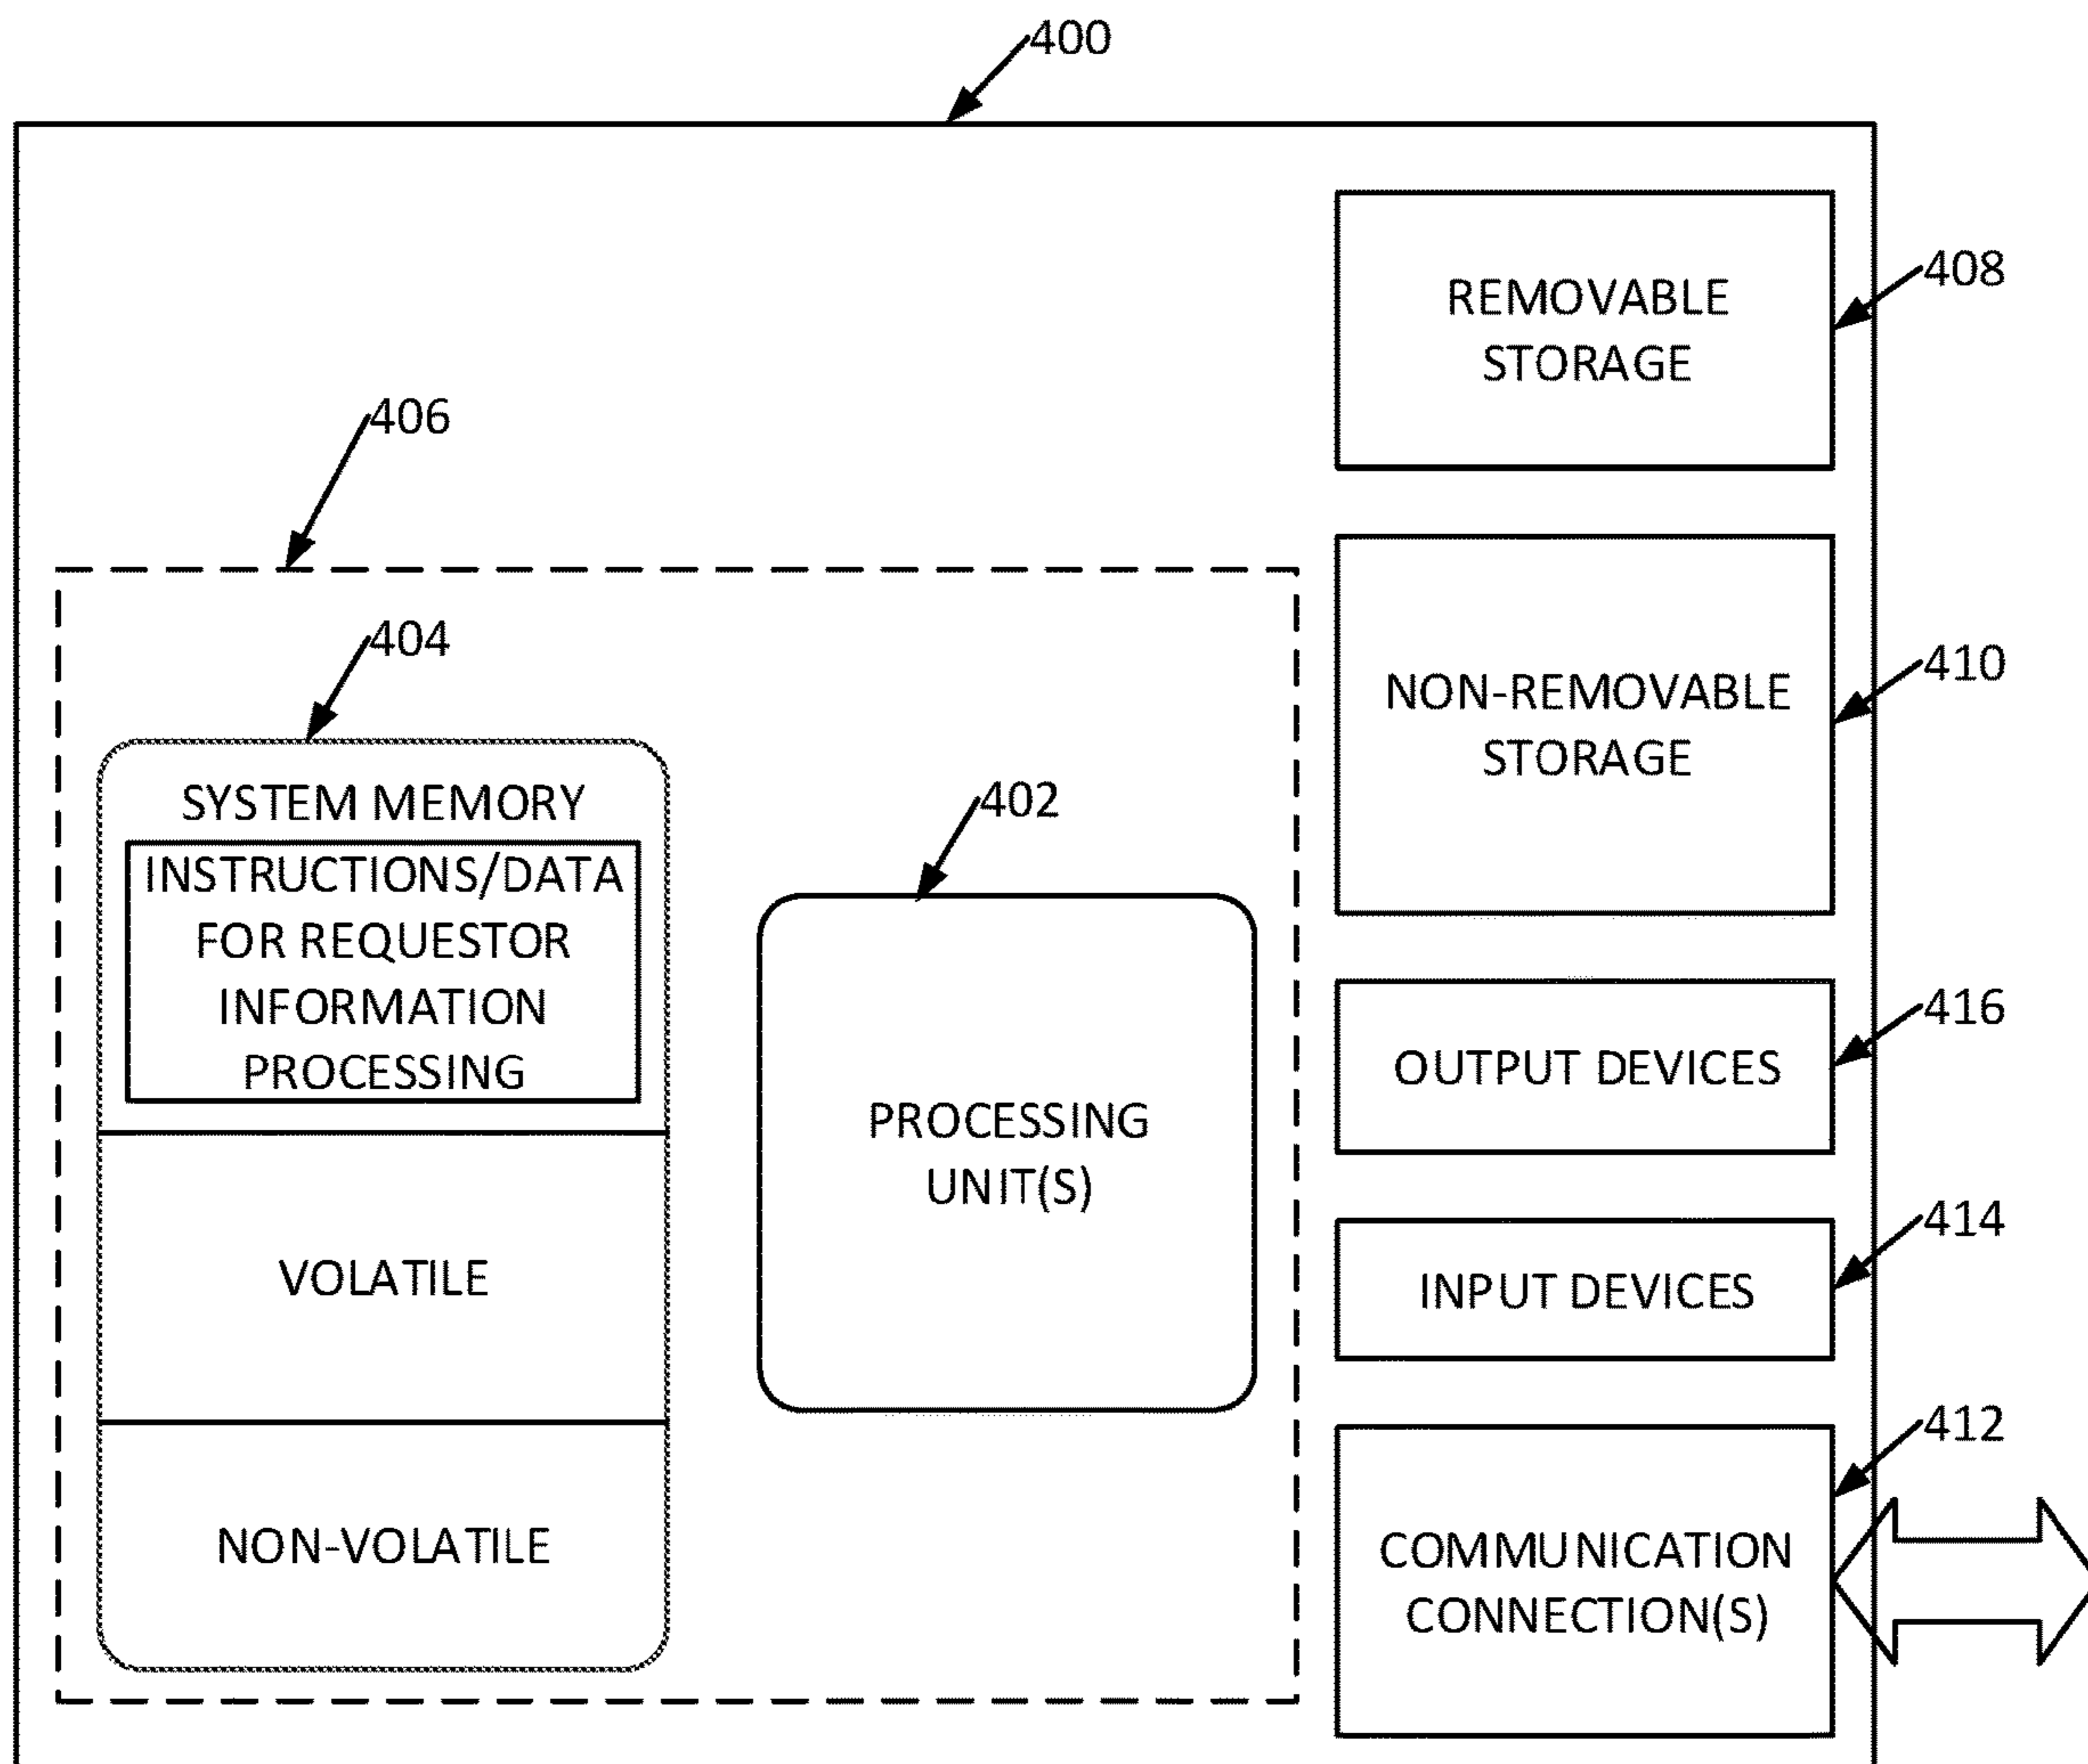 400
REMOVABLE
STORAGE
408
406
NON-REMOVABLE
STORAGE
410
404
SYSTEM MEMORY
INSTRUCTIONS/DATA
FOR REQUESTOR
INFORMATION
PROCESSING
VOLATILE
NON-VOLATILE
402
PROCESSING
UNIT(S)
OUTPUT DEVICES
416
INPUT DEVICES
414
COMMUNICATION
CONNECTION(S)
412